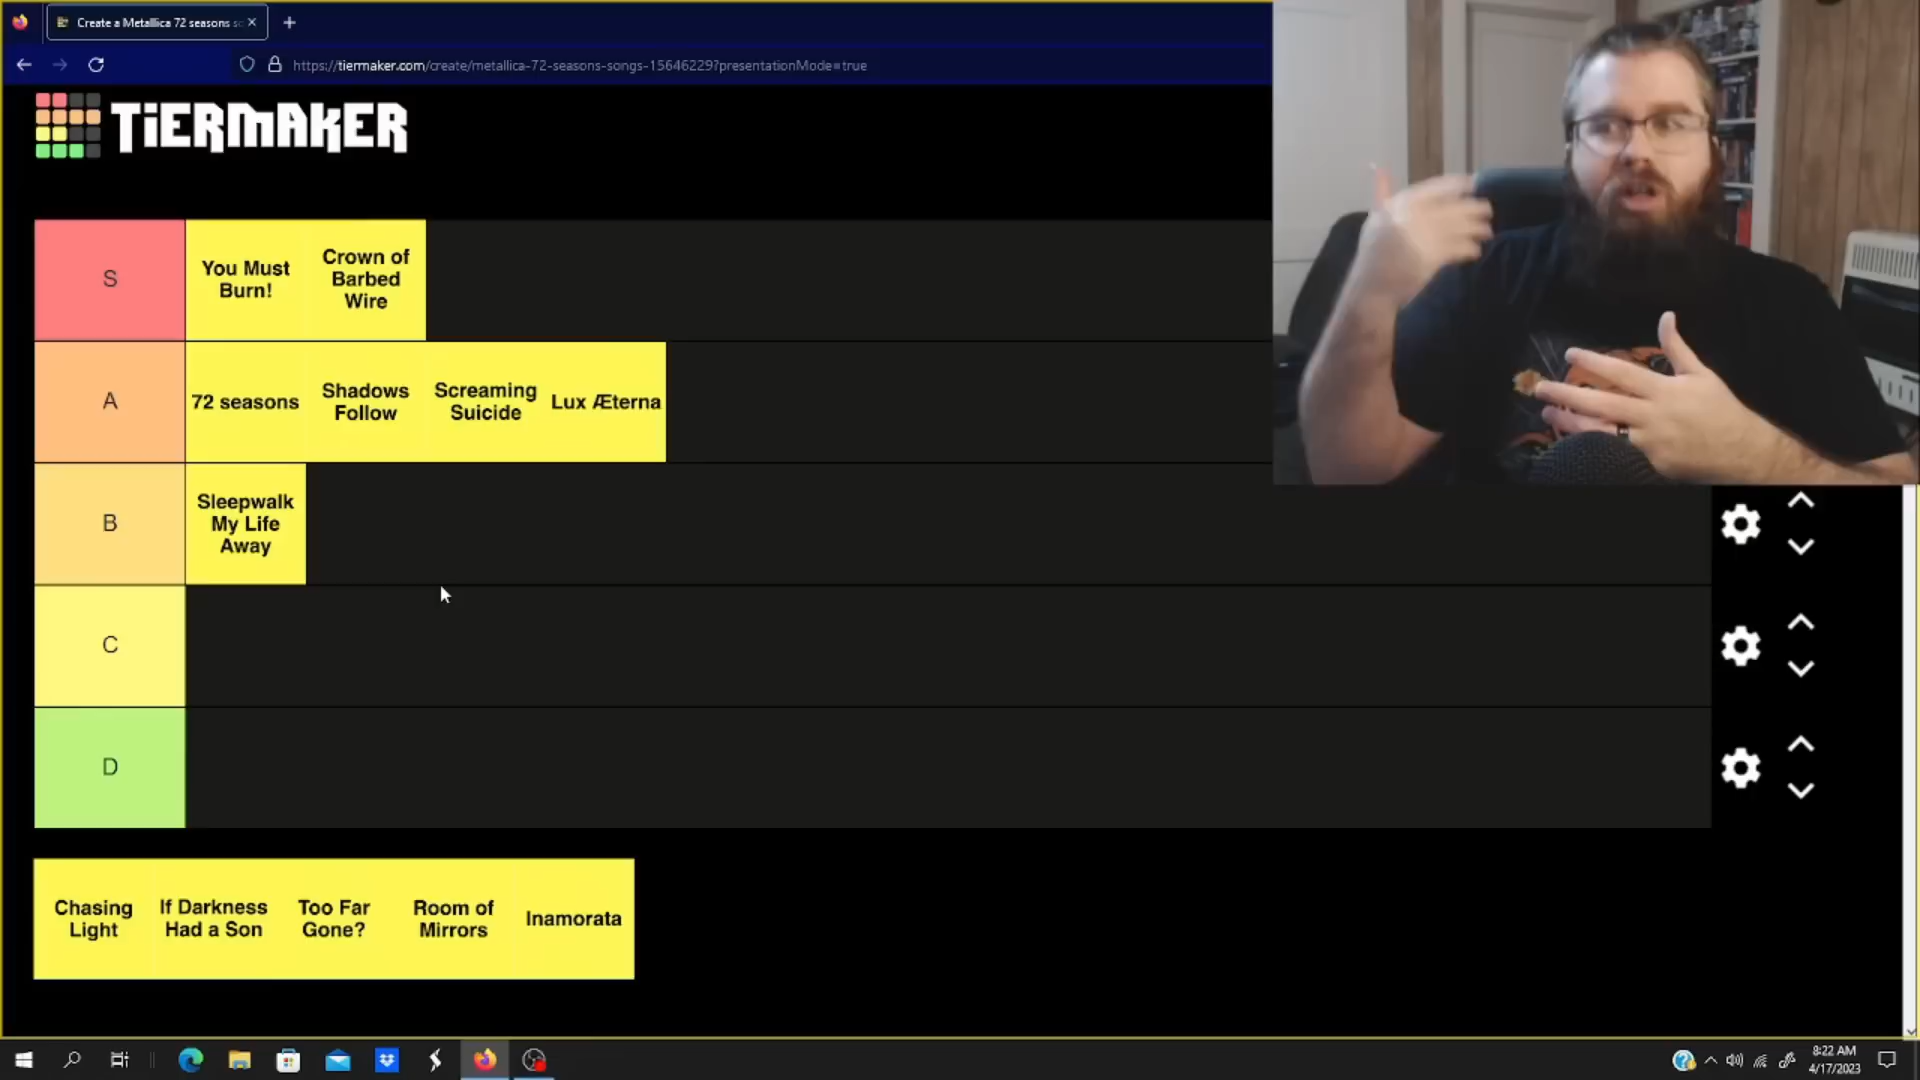 Create a Metallica 72 seasons so
https://tiermaker.com/create/metallica-72-seasons-songs-15646229?presentationMode=true
TiERMAKER
S
You Must
Burn!
Crown of
Barbed
Wire
A
72 seasons
Shadows
Follow
Screaming
Suicide
Lux Æterna
B
Sleepwalk
My Life
Away
C
D
Chasing
Light
If Darkness
Had a Son
Too Far
Gone?
Room of
Mirrors
Inamorata
8:22 AM
4/17/2023